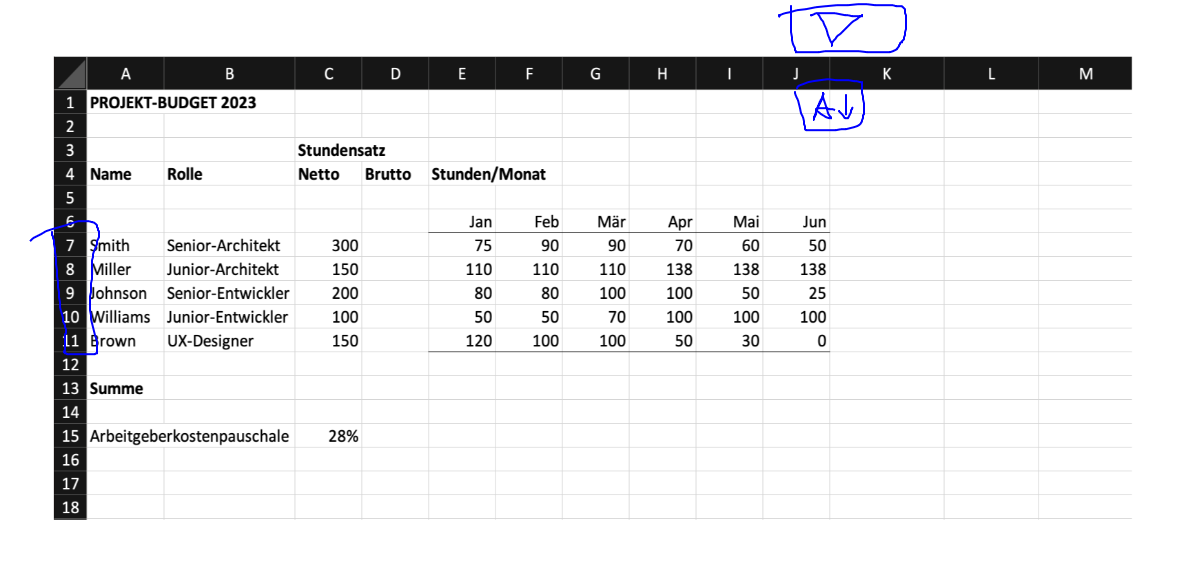 A B C D E F G H I J K L M
1 PROJEKT-BUDGET 2023 A↓
2
3 Stundensatz
4 Name Rolle Netto Brutto Stunden/Monat
5
6 Jan Feb Mär Apr Mai Jun
7 Smith Senior-Architekt 300 75 90 90 70 60 50
8 Miller Junior-Architekt 150 110 110 110 138 138 138
9 Johnson Senior-Entwickler 200 80 80 100 100 50 25
10 Williams Junior-Entwickler 100 50 50 70 100 100 100
11 Brown UX-Designer 150 120 100 100 50 30 0
12
13 Summe
14
15 Arbeitgeberkostenpauschale 28%
16
17
18